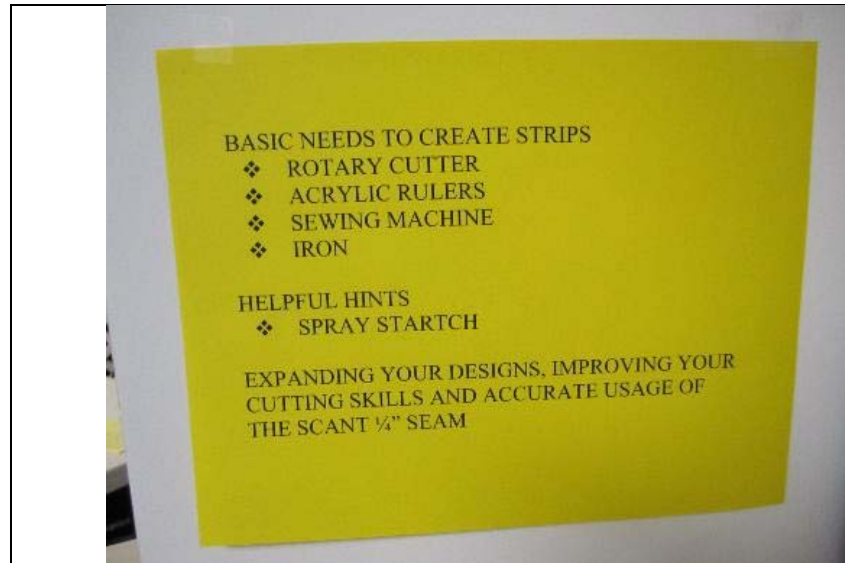 BASIC NEEDS TO CREATE STRIPS
❖ ROTARY CUTTER
❖ ACRYLIC RULERS
❖ SEWING MACHINE
❖ IRON
HELPFUL HINTS
❖ SPRAY STARTCH
EXPANDING YOUR DESIGNS, IMPROVING YOUR
CUTTING SKILLS AND ACCURATE USAGE OF
THE SCANT ¼” SEAM